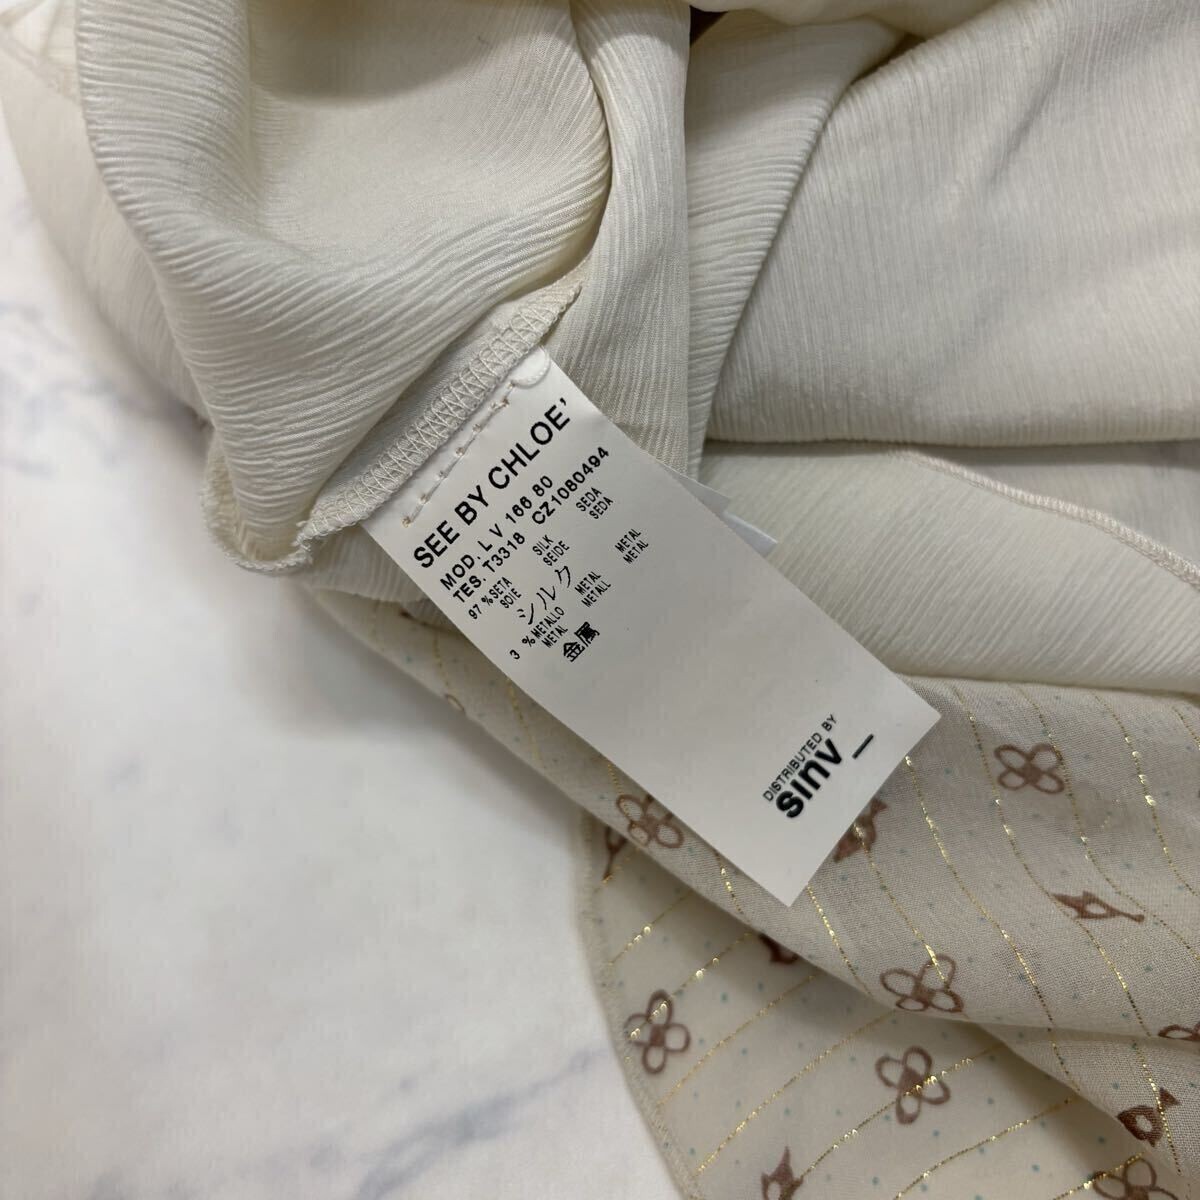 SEE BY CHLOE'
MOD. L V 166 80
TES. T3318 CZ1080494
97 %SETA SILK SEDA
SOIE SEIDE SEDA
シルク
3 % METALLO METAL METAL
METAL METALL METAL
金属
DISTRIBUTED BY
sinv_